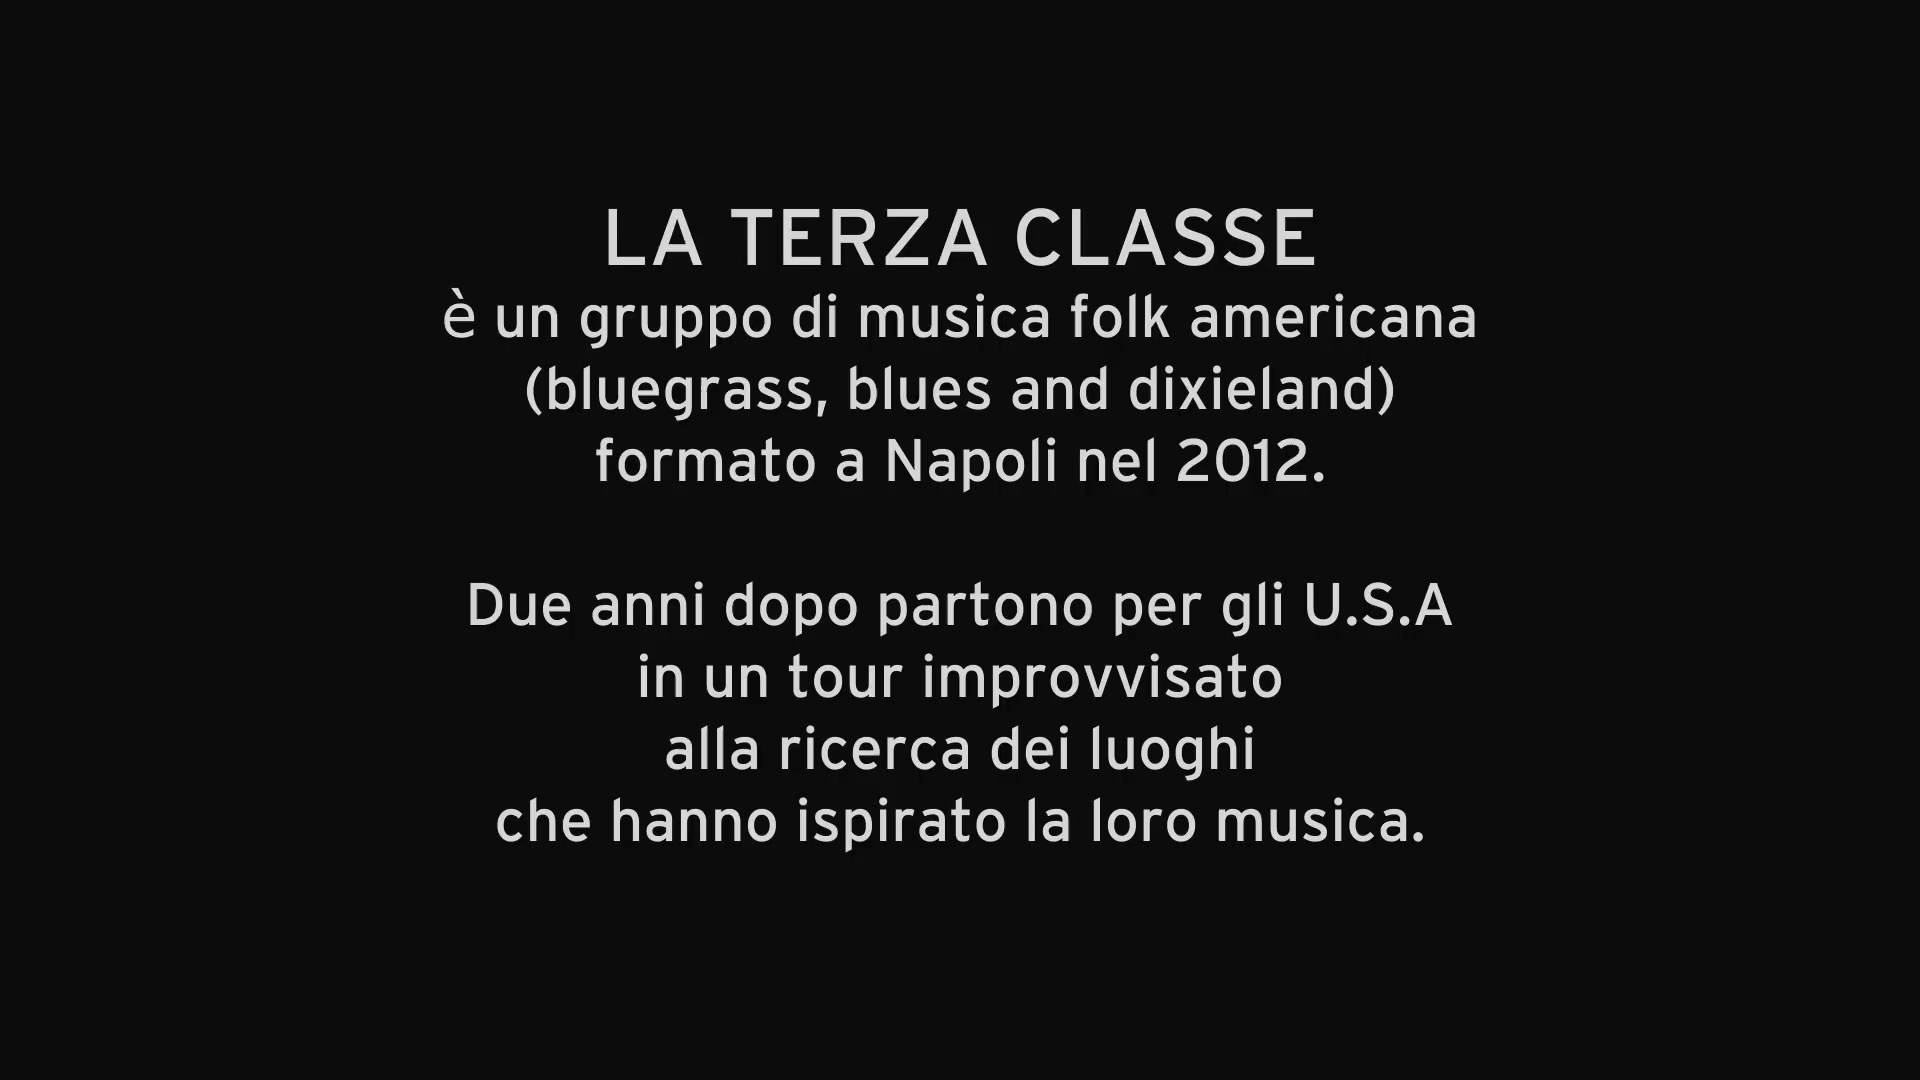 LA TERZA CLASSE
è un gruppo di musica folk americana
(bluegrass, blues and dixieland)
formato a Napoli nel 2012.
Due anni dopo partono per gli U.S.A
in un tour improvvisato
alla ricerca dei luoghi
che hanno ispirato la loro musica.